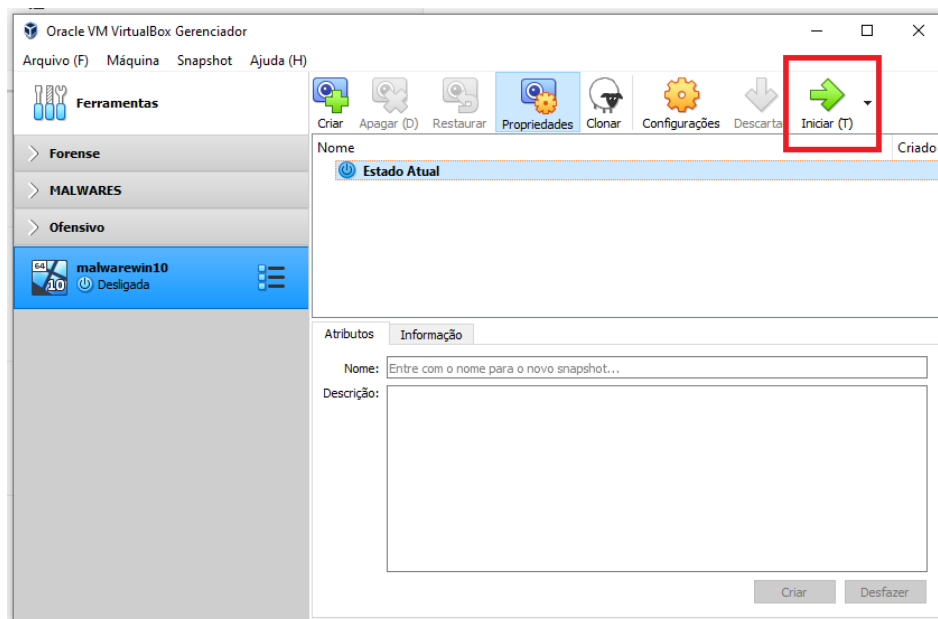 Oracle VM VirtualBox Gerenciador
Arquivo (F) Máquina Snapshot Ajuda (H)
Ferramentas
Criar Apagar (D) Restaurar Propriedades Clonar Configurações Descarta Iniciar (T)
Forense
MALWARES
Ofensivo
64
10
malwarewin10
Desligada
Nome Criado
Estado Atual
Atributos Informação
Nome: Entre com o nome para o novo snapshot...
Descrição:
Criar Desfazer